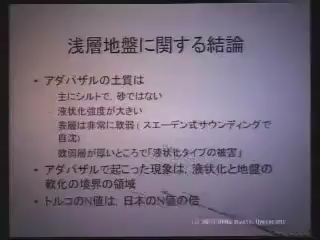 浅層地盤に関する結論
• アダパザルの土質は
主にシルトで，砂ではない
液状化強度が大きい
表層は非常に軟弱（スエーデン式サウンディングで
自沈）
軟弱層が厚いところで「液状化タイプの被害」
• アダパザルで起こった現象は，液状化と地盤の
軟化の境界の領域
• トルコのN値は，日本のN値の倍